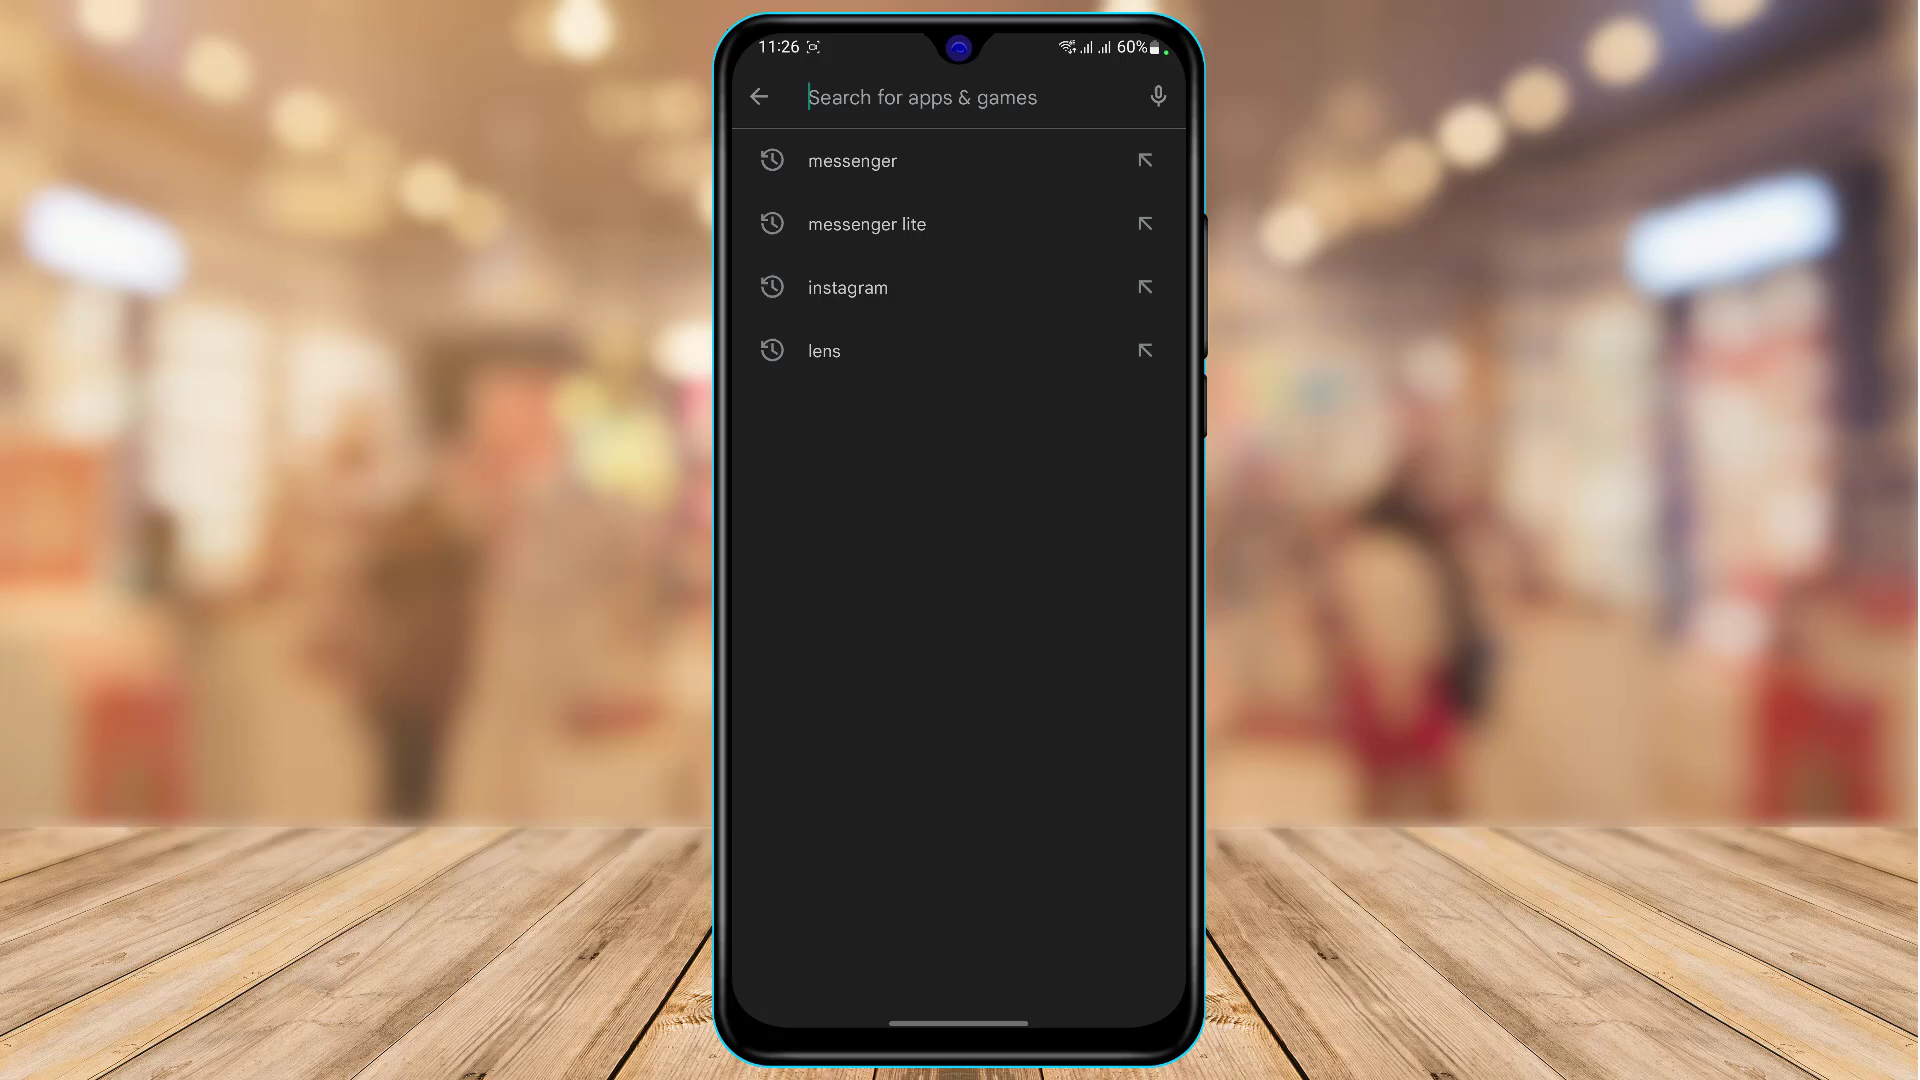 11:26 60%
Search for apps & games
messenger
messenger lite
instagram
lens